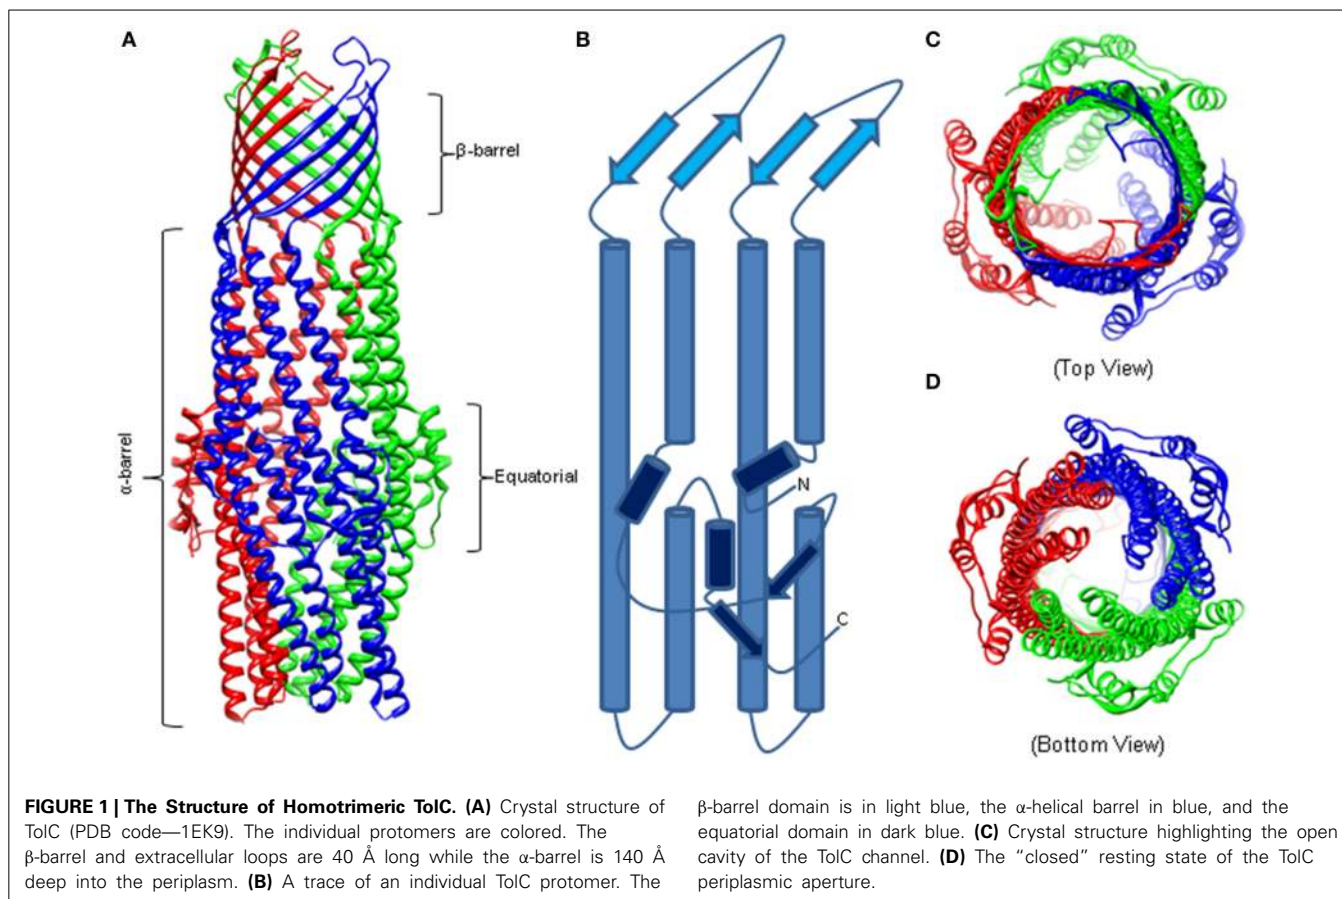 A
B
C
β-barrel
α-barrel
Equatorial
N
C
(Top View)
D
(Bottom View)
FIGURE 1 | The Structure of Homotrimeric TolC. (A) Crystal structure of
TolC (PDB code—1EK9). The individual protomers are colored. The
β-barrel and extracellular loops are 40 Å long while the α-barrel is 140 Å
deep into the periplasm. (B) A trace of an individual TolC protomer. The
β-barrel domain is in light blue, the α-helical barrel in blue, and the
equatorial domain in dark blue. (C) Crystal structure highlighting the open
cavity of the TolC channel. (D) The “closed” resting state of the TolC
periplasmic aperture.